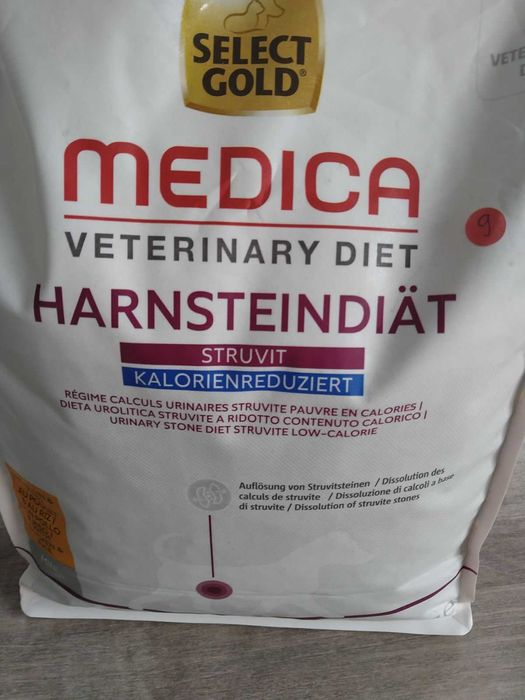 SELECT
GOLD®
VETE
MEDICA
VETERINARY DIET
9
HARNSTEINDIÄT
STRUVIT
KALORIENREDUZIERT
RÉGIME CALCULS URINAIRES STRUVITE PAUVRE EN CALORIES |
DIETA UROLITICA STRUVITE A RIDOTTO CONTENUTO CALORICO |
URINARY STONE DIET STRUVITE LOW-CALORIE
Auflösung von Struvitsteinen / Dissolution des
calculs de struvite / Dissoluzione di calcoli a base
di struvite / Dissolution of struvite stones